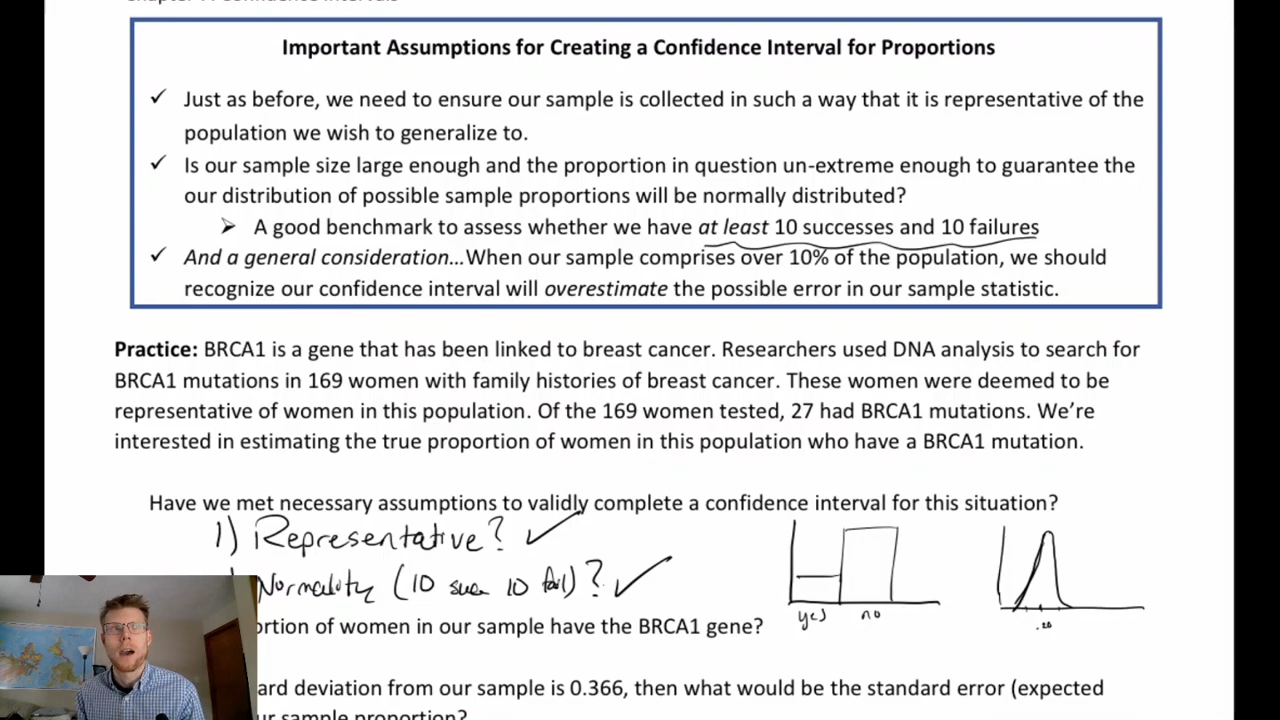 Important Assumptions for Creating a Confidence Interval for Proportions
✓ Just as before, we need to ensure our sample is collected in such a way that it is representative of the
population we wish to generalize to.
✓ Is our sample size large enough and the proportion in question un-extreme enough to guarantee the
our distribution of possible sample proportions will be normally distributed?
➢ A good benchmark to assess whether we have at least 10 successes and 10 failures
✓ And a general consideration…When our sample comprises over 10% of the population, we should
recognize our confidence interval will overestimate the possible error in our sample statistic.
Practice: BRCA1 is a gene that has been linked to breast cancer. Researchers used DNA analysis to search for
BRCA1 mutations in 169 women with family histories of breast cancer. These women were deemed to be
representative of women in this population. Of the 169 women tested, 27 had BRCA1 mutations. We’re
interested in estimating the true proportion of women in this population who have a BRCA1 mutation.
Have we met necessary assumptions to validly complete a confidence interval for this situation?
1) Representative? ✓
Normality (10 succ 10 fail)? ✓
yes no
of women in our sample have the BRCA1 gene?
deviation from our sample is 0.366, then what would be the standard error (expected
sample proportion?